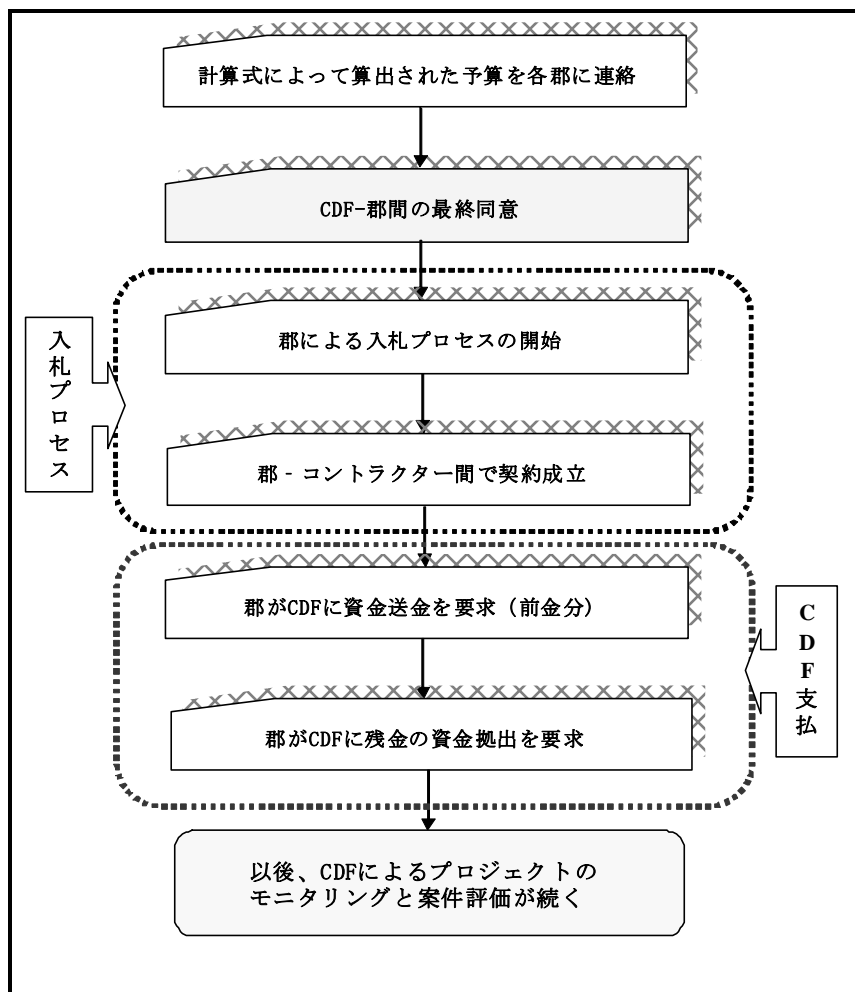 計算式によって算出された予算を各郡に連絡
CDF-郡間の最終同意
入札プロセス
郡による入札プロセスの開始
郡‐コントラクター間で契約成立
郡がCDFに資金送金を要求（前金分）
CDF支払
郡がCDFに残金の資金拠出を要求
以後、CDFによるプロジェクトの
モニタリングと案件評価が続く